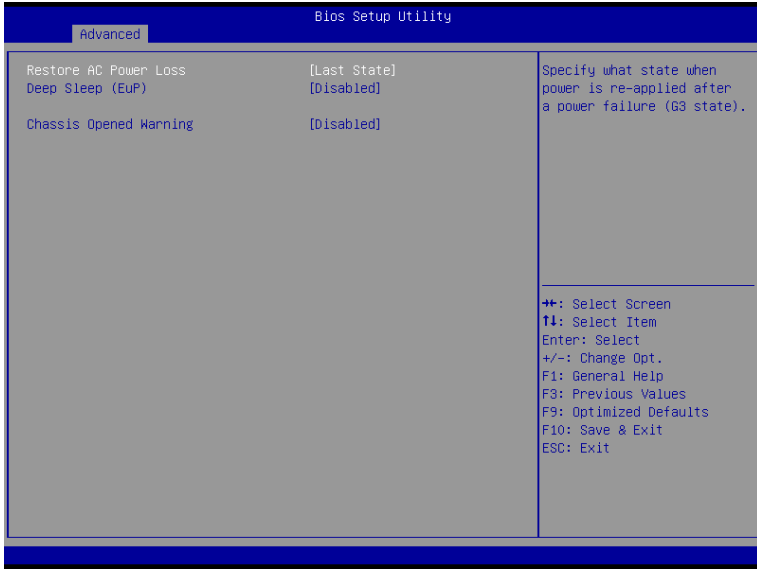 Bios Setup Utility
Advanced
Restore AC Power Loss [Last State]
Deep Sleep (EuP) [Disabled]
Chassis Opened Warning [Disabled]
Specify what state when
power is re-applied after
a power failure (G3 state).
→←: Select Screen
↑↓: Select Item
Enter: Select
+/-: Change Opt.
F1: General Help
F3: Previous Values
F9: Optimized Defaults
F10: Save & Exit
ESC: Exit